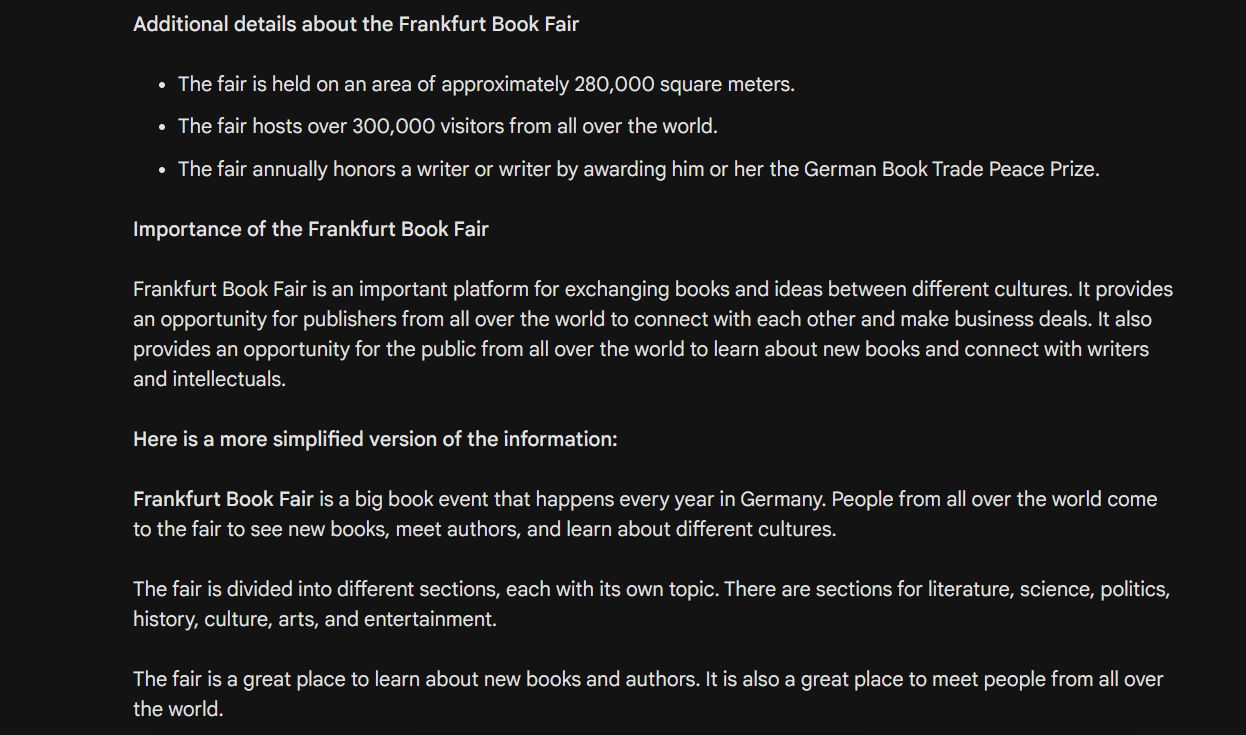 Additional details about the Frankfurt Book Fair
• The fair is held on an area of approximately 280,000 square meters.
• The fair hosts over 300,000 visitors from all over the world.
• The fair annually honors a writer or writer by awarding him or her the German Book Trade Peace Prize.
Importance of the Frankfurt Book Fair
Frankfurt Book Fair is an important platform for exchanging books and ideas between different cultures. It provides
an opportunity for publishers from all over the world to connect with each other and make business deals. It also
provides an opportunity for the public from all over the world to learn about new books and connect with writers
and intellectuals.
Here is a more simplified version of the information:
Frankfurt Book Fair is a big book event that happens every year in Germany. People from all over the world come
to the fair to see new books, meet authors, and learn about different cultures.
The fair is divided into different sections, each with its own topic. There are sections for literature, science, politics,
history, culture, arts, and entertainment.
The fair is a great place to learn about new books and authors. It is also a great place to meet people from all over
the world.